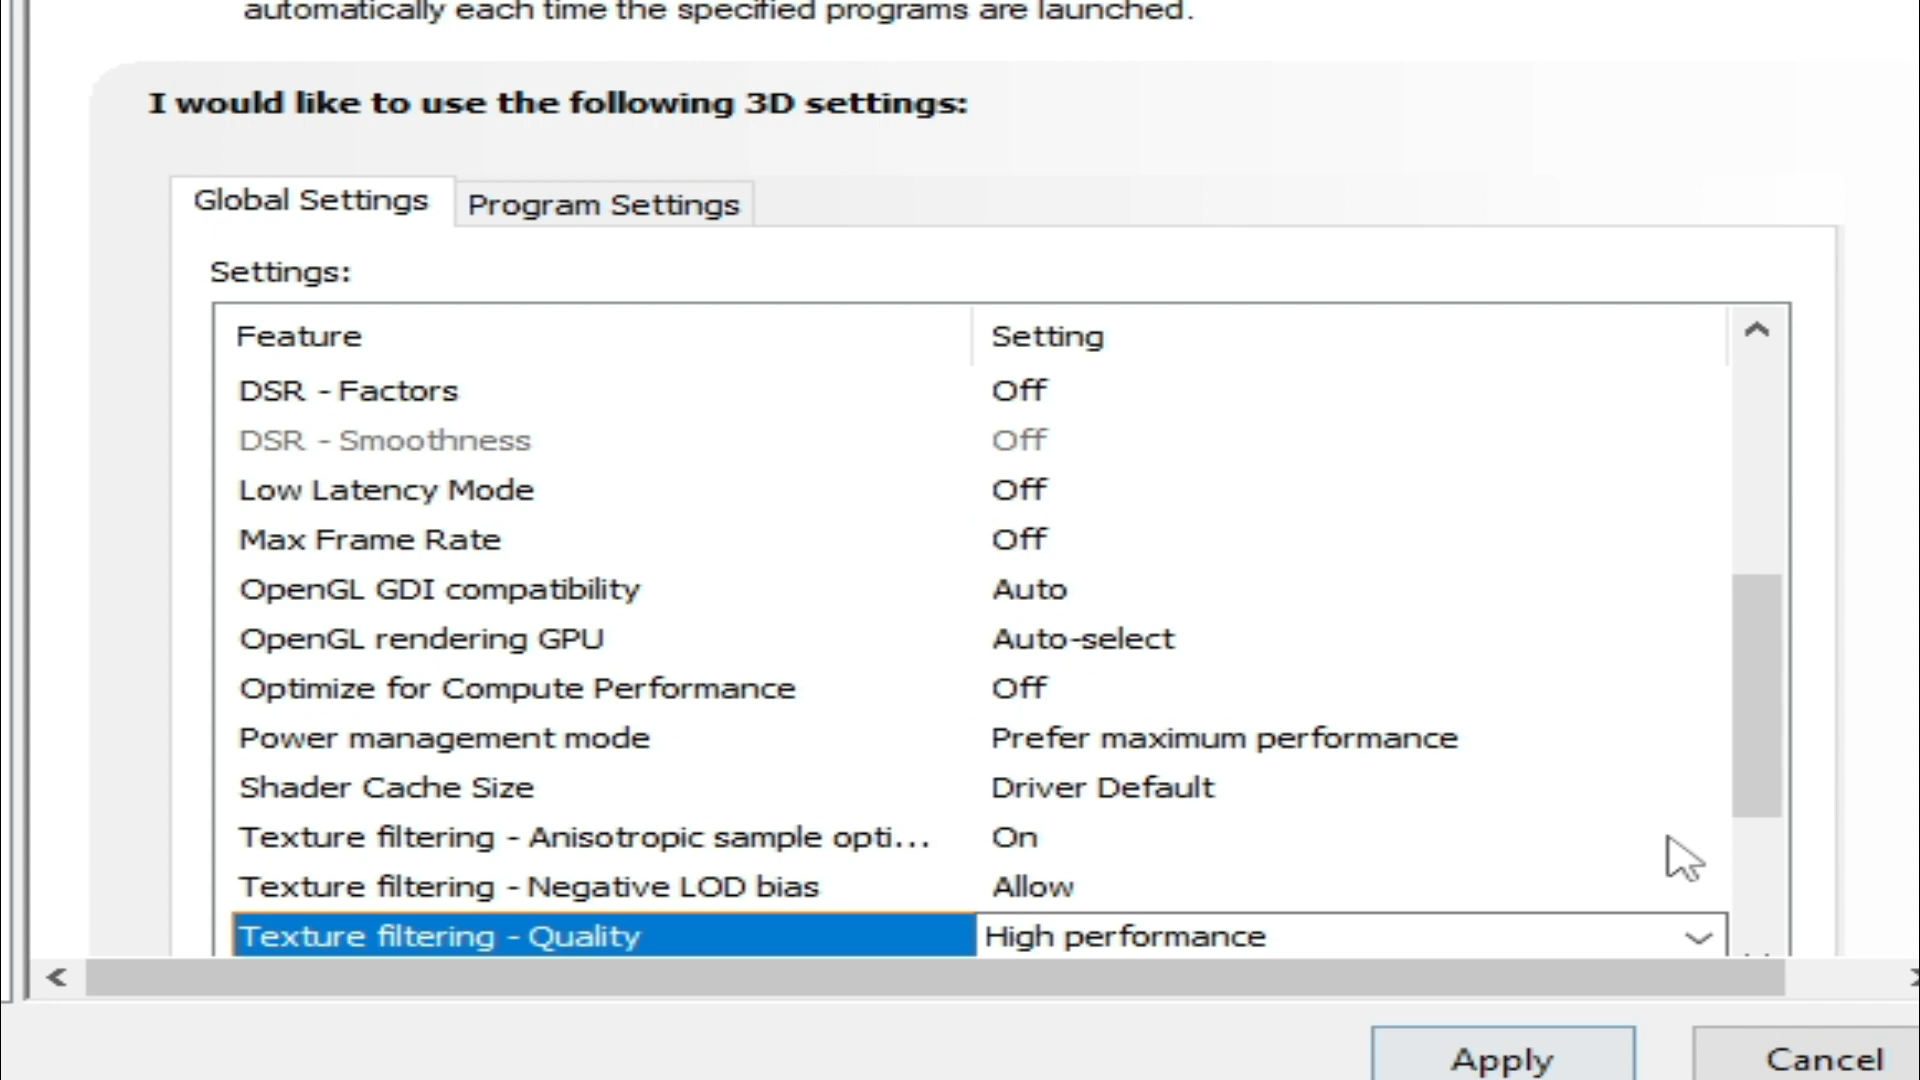 automatically each time the specified programs are launched.
I would like to use the following 3D settings:
Global Settings Program Settings
Settings:
Feature Setting
DSR - Factors Off
DSR - Smoothness Off
Low Latency Mode Off
Max Frame Rate Off
OpenGL GDI compatibility Auto
OpenGL rendering GPU Auto-select
Optimize for Compute Performance Off
Power management mode Prefer maximum performance
Shader Cache Size Driver Default
Texture filtering - Anisotropic sample opti... On
Texture filtering - Negative LOD bias Allow
Texture filtering - Quality High performance
Apply Cancel